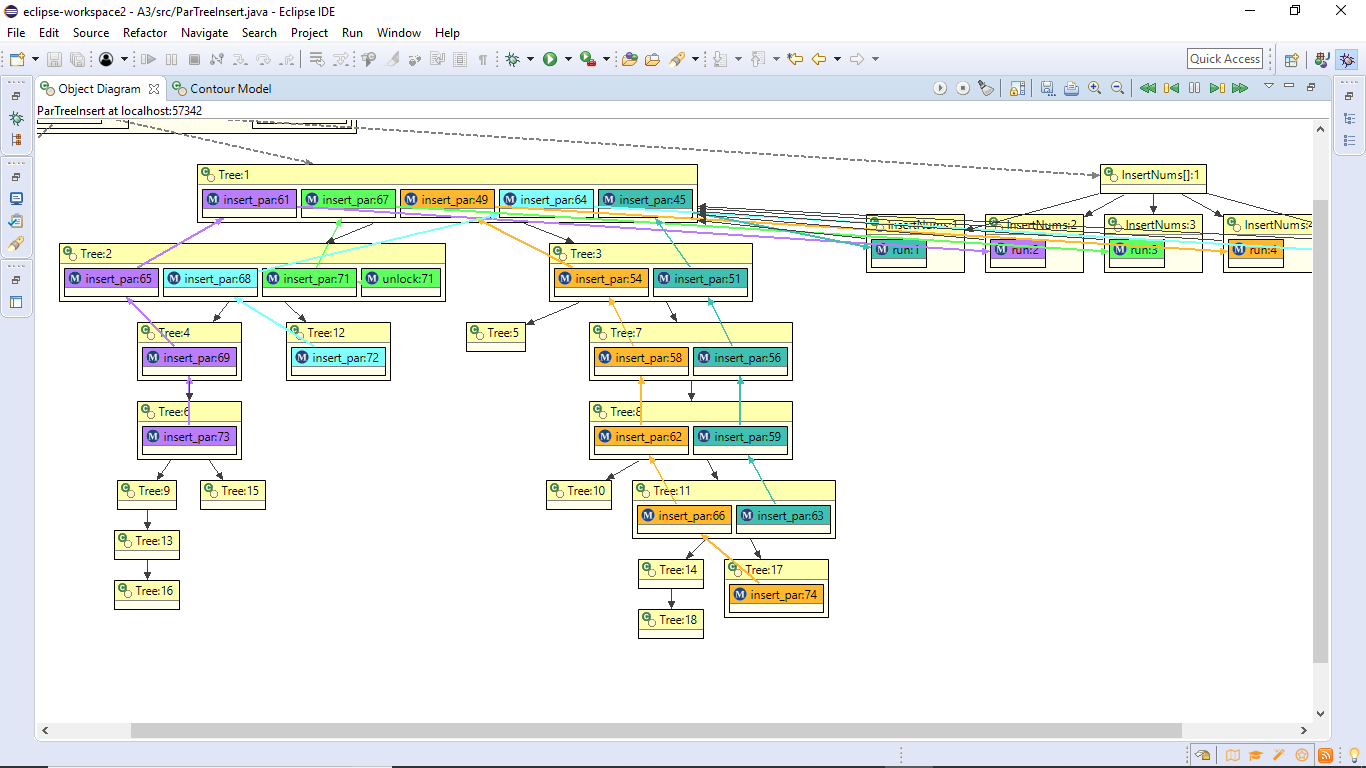 eclipse-workspace2 - A3/src/ParTreeInsert.java - Eclipse IDE
File Edit Source Refactor Navigate Search Project Run Window Help
Quick Access
Object Diagram Contour Model
ParTreeInsert at localhost:57342
Tree:1
insert_par:61 insert_par:67 insert_par:49 insert_par:64 insert_par:45
InsertNums[]:1
InsertNums:1 InsertNums:2 InsertNums:3 InsertNums:4
run:1 run:2 run:3 run:4
Tree:2 Tree:3
insert_par:65 insert_par:68 insert_par:71 unlock:71 insert_par:54 insert_par:51
Tree:4 Tree:12 Tree:5 Tree:7
insert_par:69 insert_par:72 insert_par:58 insert_par:56
Tree:6 Tree:8
insert_par:73 insert_par:62 insert_par:59
Tree:9 Tree:15 Tree:10 Tree:11
insert_par:66 insert_par:63
Tree:13
Tree:14 Tree:17
Tree:16 insert_par:74
Tree:18